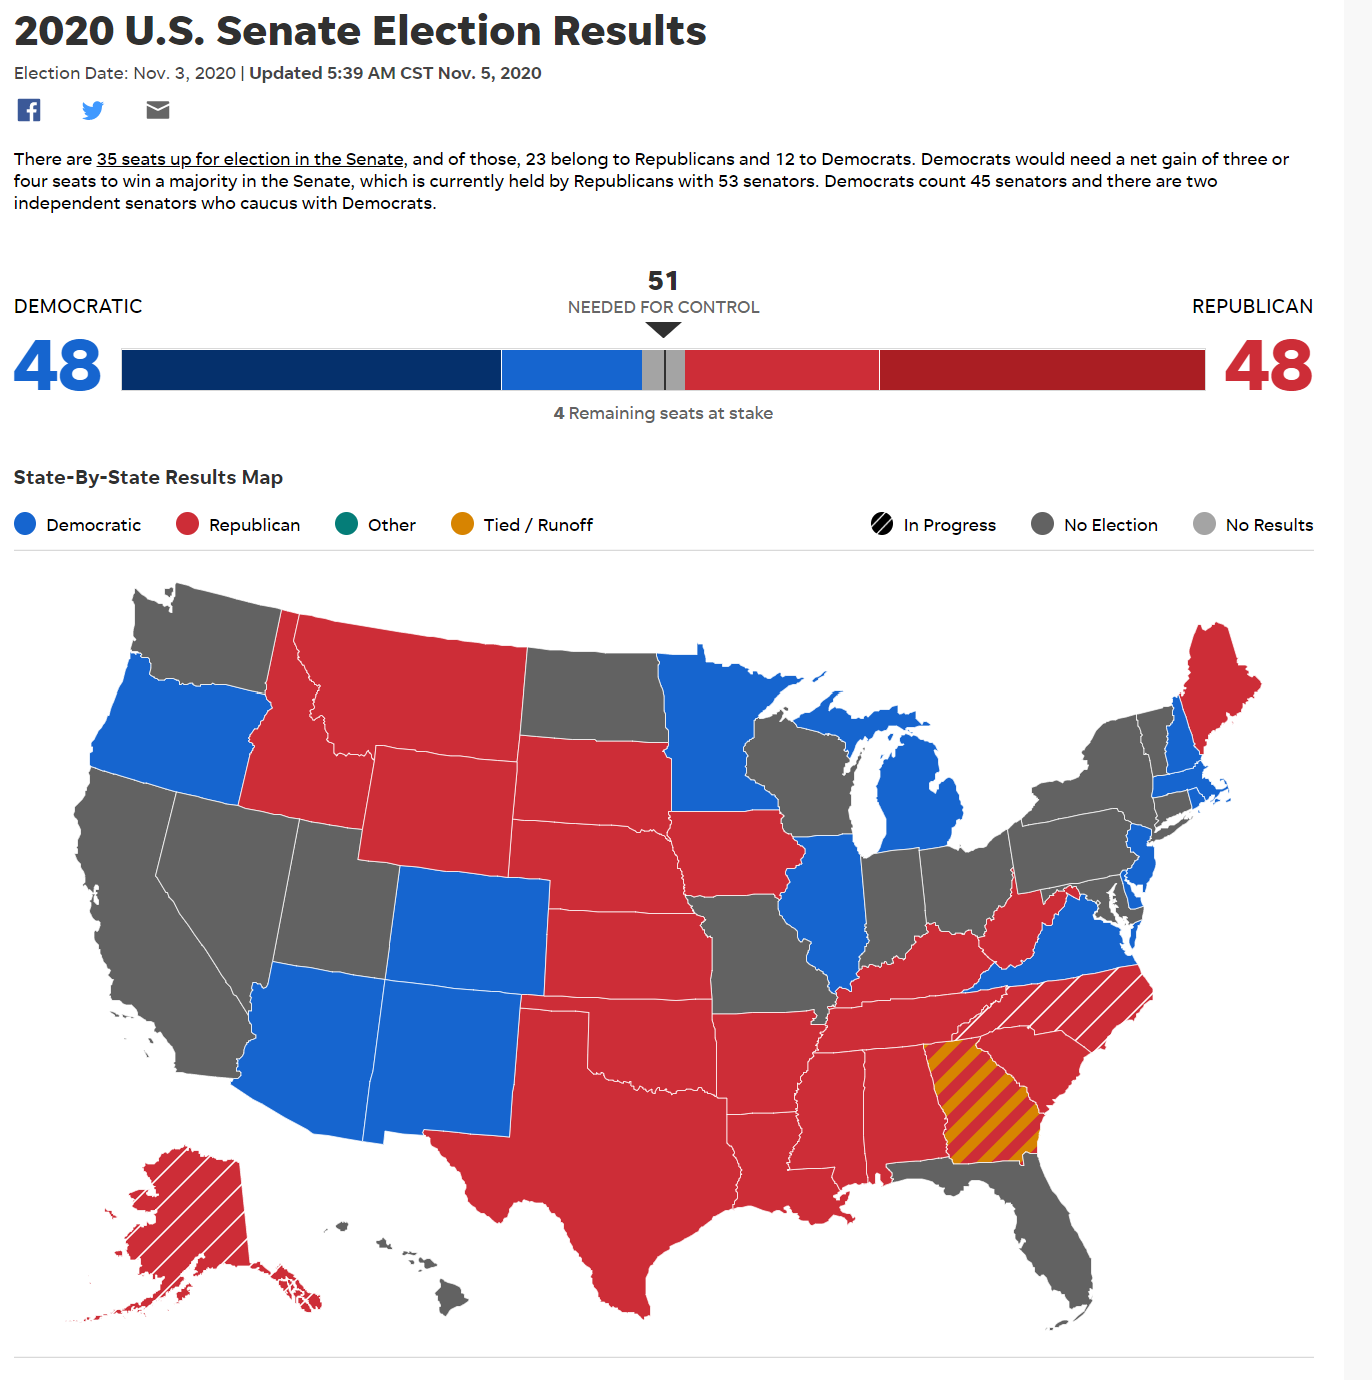 2020 U.S. Senate Election Results
Election Date: Nov. 3, 2020 | Updated 5:39 AM CST Nov. 5, 2020
There are 35 seats up for election in the Senate, and of those, 23 belong to Republicans and 12 to Democrats. Democrats would need a net gain of three or
four seats to win a majority in the Senate, which is currently held by Republicans with 53 senators. Democrats count 45 senators and there are two
independent senators who caucus with Democrats.
51
DEMOCRATIC NEEDED FOR CONTROL REPUBLICAN
48 48
4 Remaining seats at stake
State-By-State Results Map
Democratic Republican Other Tied / Runoff In Progress No Election No Results